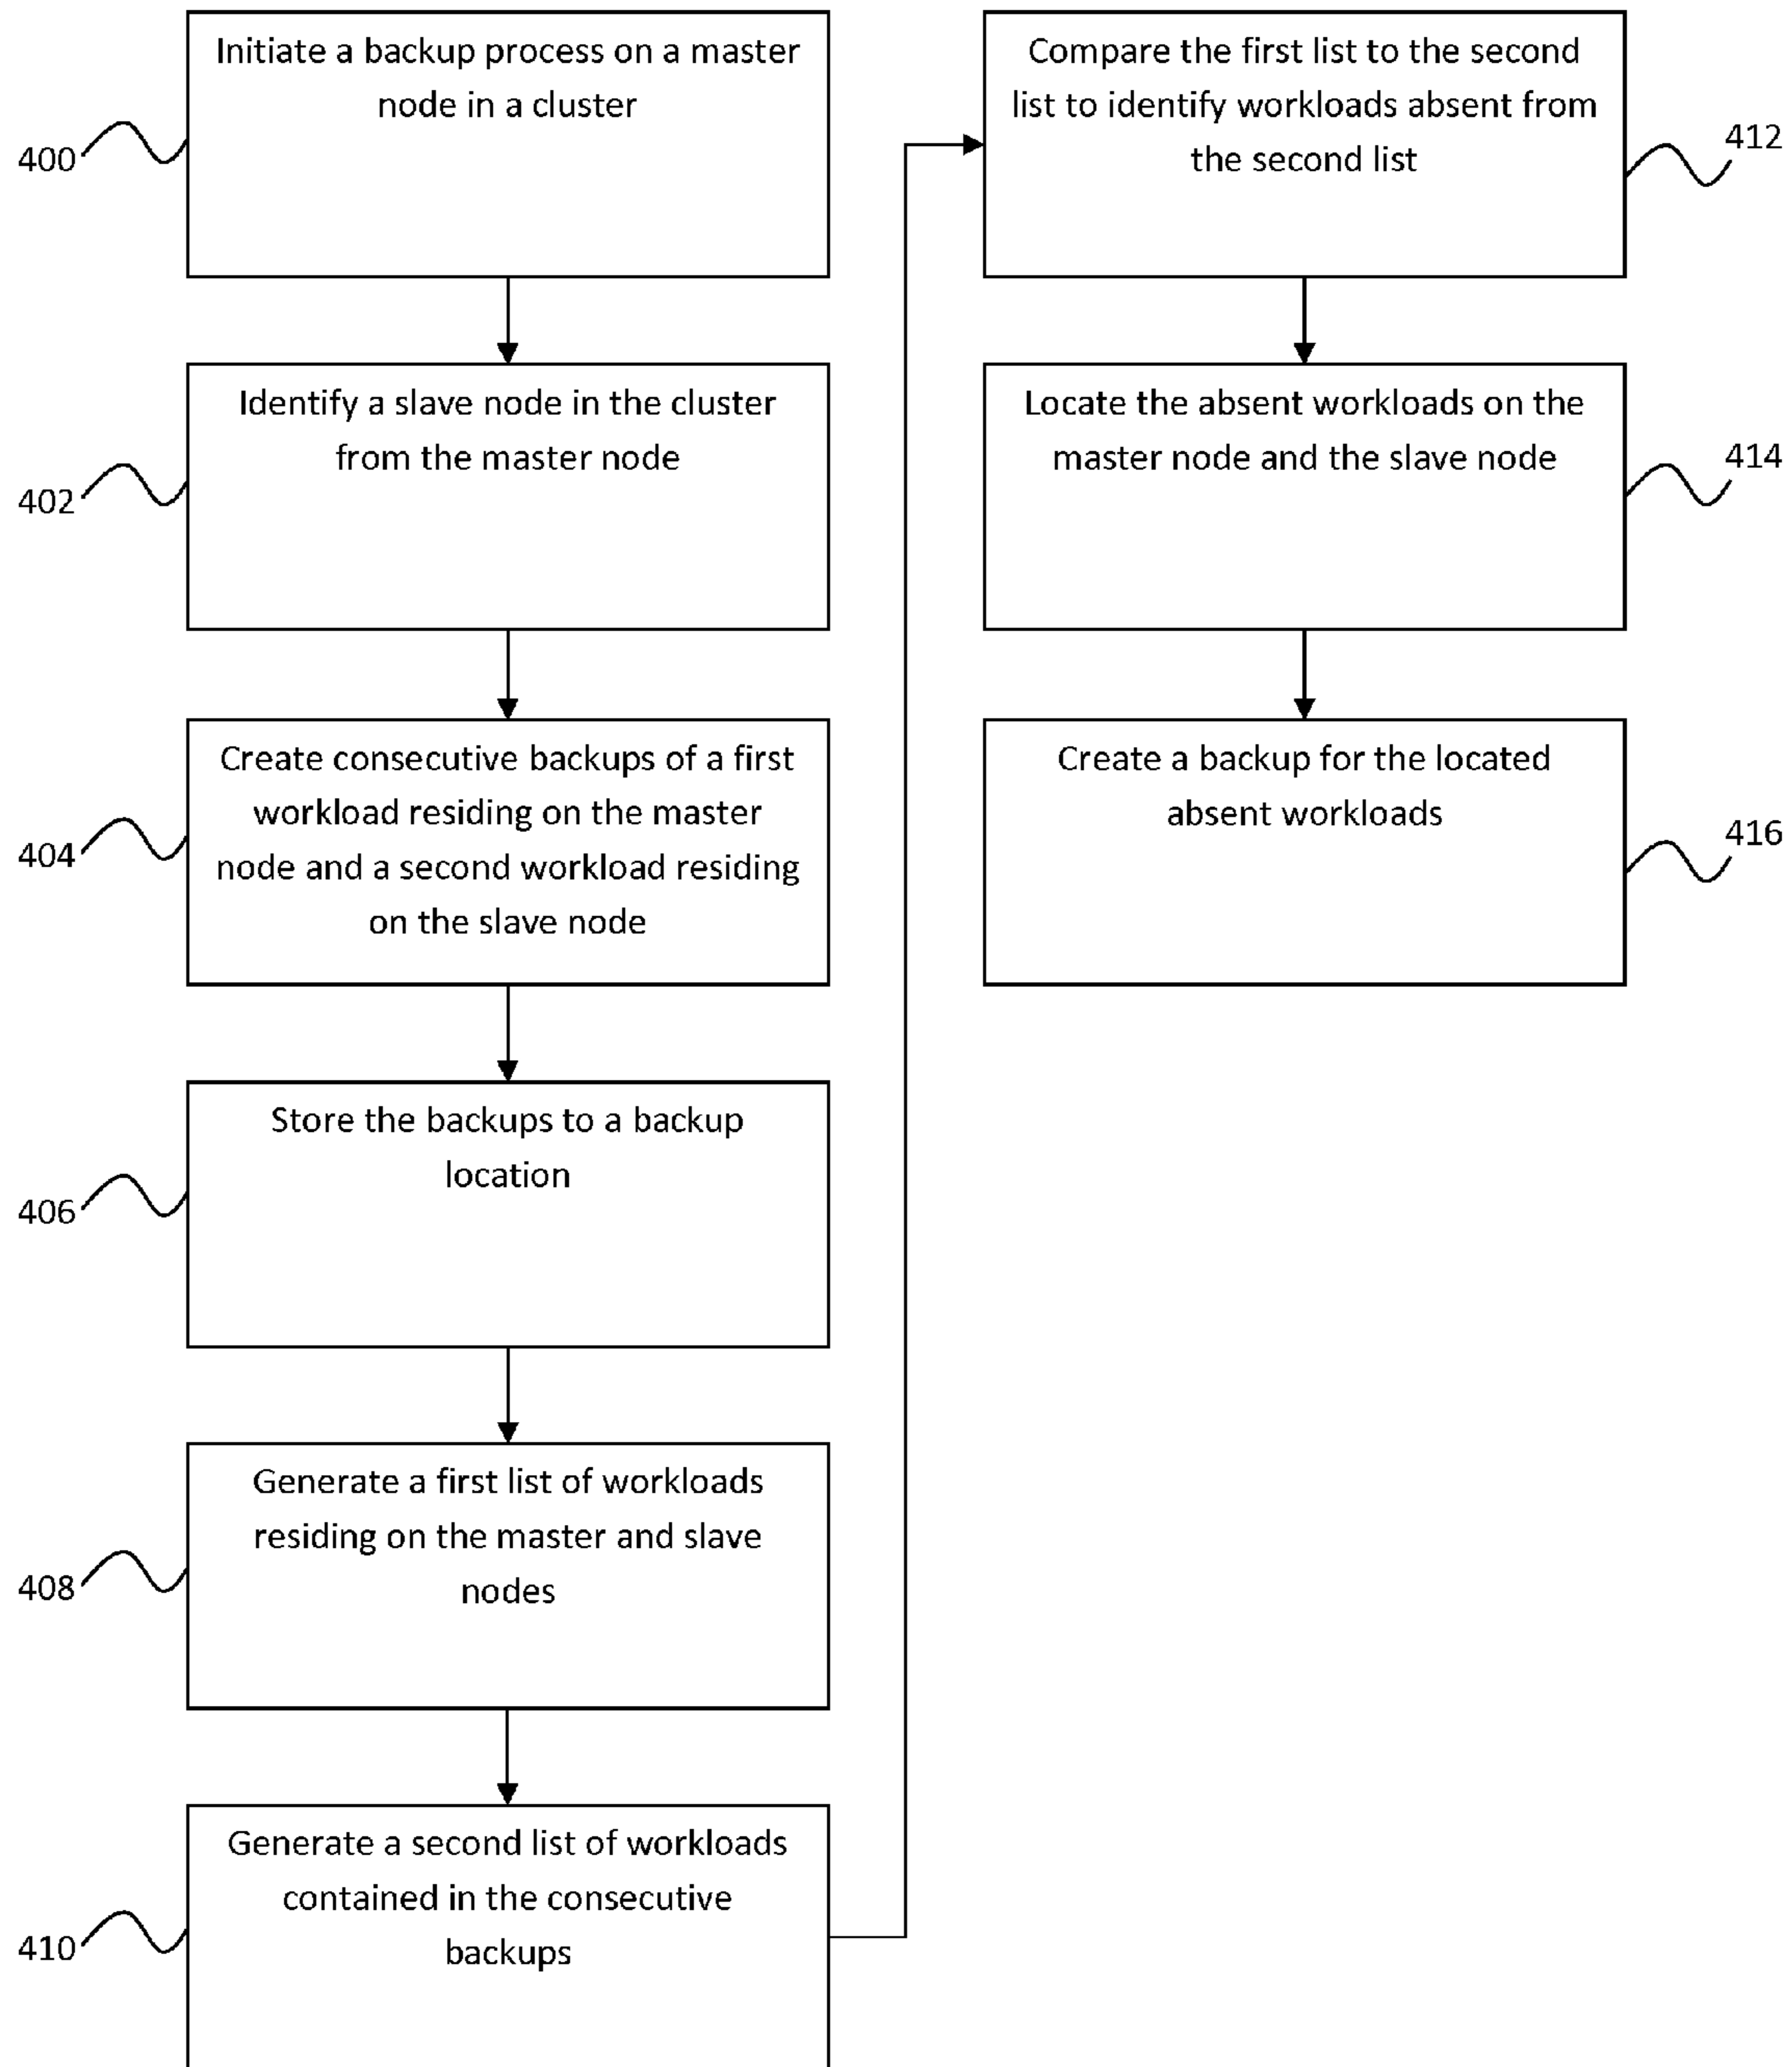 Initiate a backup process on a master
node in a cluster
400
Identify a slave node in the cluster
from the master node
402
Create consecutive backups of a first
workload residing on the master
node and a second workload residing
on the slave node
404
Store the backups to a backup
location
406
Generate a first list of workloads
residing on the master and slave
nodes
408
Generate a second list of workloads
contained in the consecutive
backups
410
Compare the first list to the second
list to identify workloads absent from
the second list
412
Locate the absent workloads on the
master node and the slave node
414
Create a backup for the located
absent workloads
416